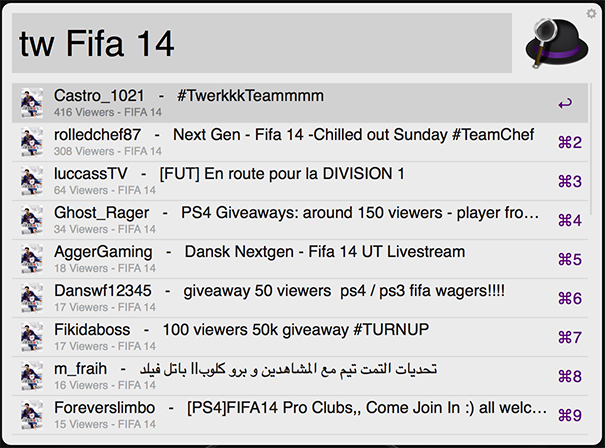 tw Fifa 14
Castro_1021 - #TwerkkkTeammmm
416 Viewers - FIFA 14
rolledchef87 - Next Gen - Fifa 14 -Chilled out Sunday #TeamChef
308 Viewers - FIFA 14
⌘2
luccassTV - [FUT] En route pour la DIVISION 1
64 Viewers - FIFA 14
⌘3
Ghost_Rager - PS4 Giveaways: around 150 viewers - player fro…
34 Viewers - FIFA 14
⌘4
AggerGaming - Dansk Nextgen - Fifa 14 UT Livestream
18 Viewers - FIFA 14
⌘5
Danswf12345 - giveaway 50 viewers ps4 / ps3 fifa wagers!!!!
17 Viewers - FIFA 14
⌘6
Fikidaboss - 100 viewers 50k giveaway #TURNUP
17 Viewers - FIFA 14
⌘7
m_fraih - تحديات التمت تيم مع المشاهدين و برو كلوب|| باتل فيلد
16 Viewers - FIFA 14
⌘8
Foreverslimbo - [PS4]FIFA14 Pro Clubs,, Come Join In :) all welc…
15 Viewers - FIFA 14
⌘9